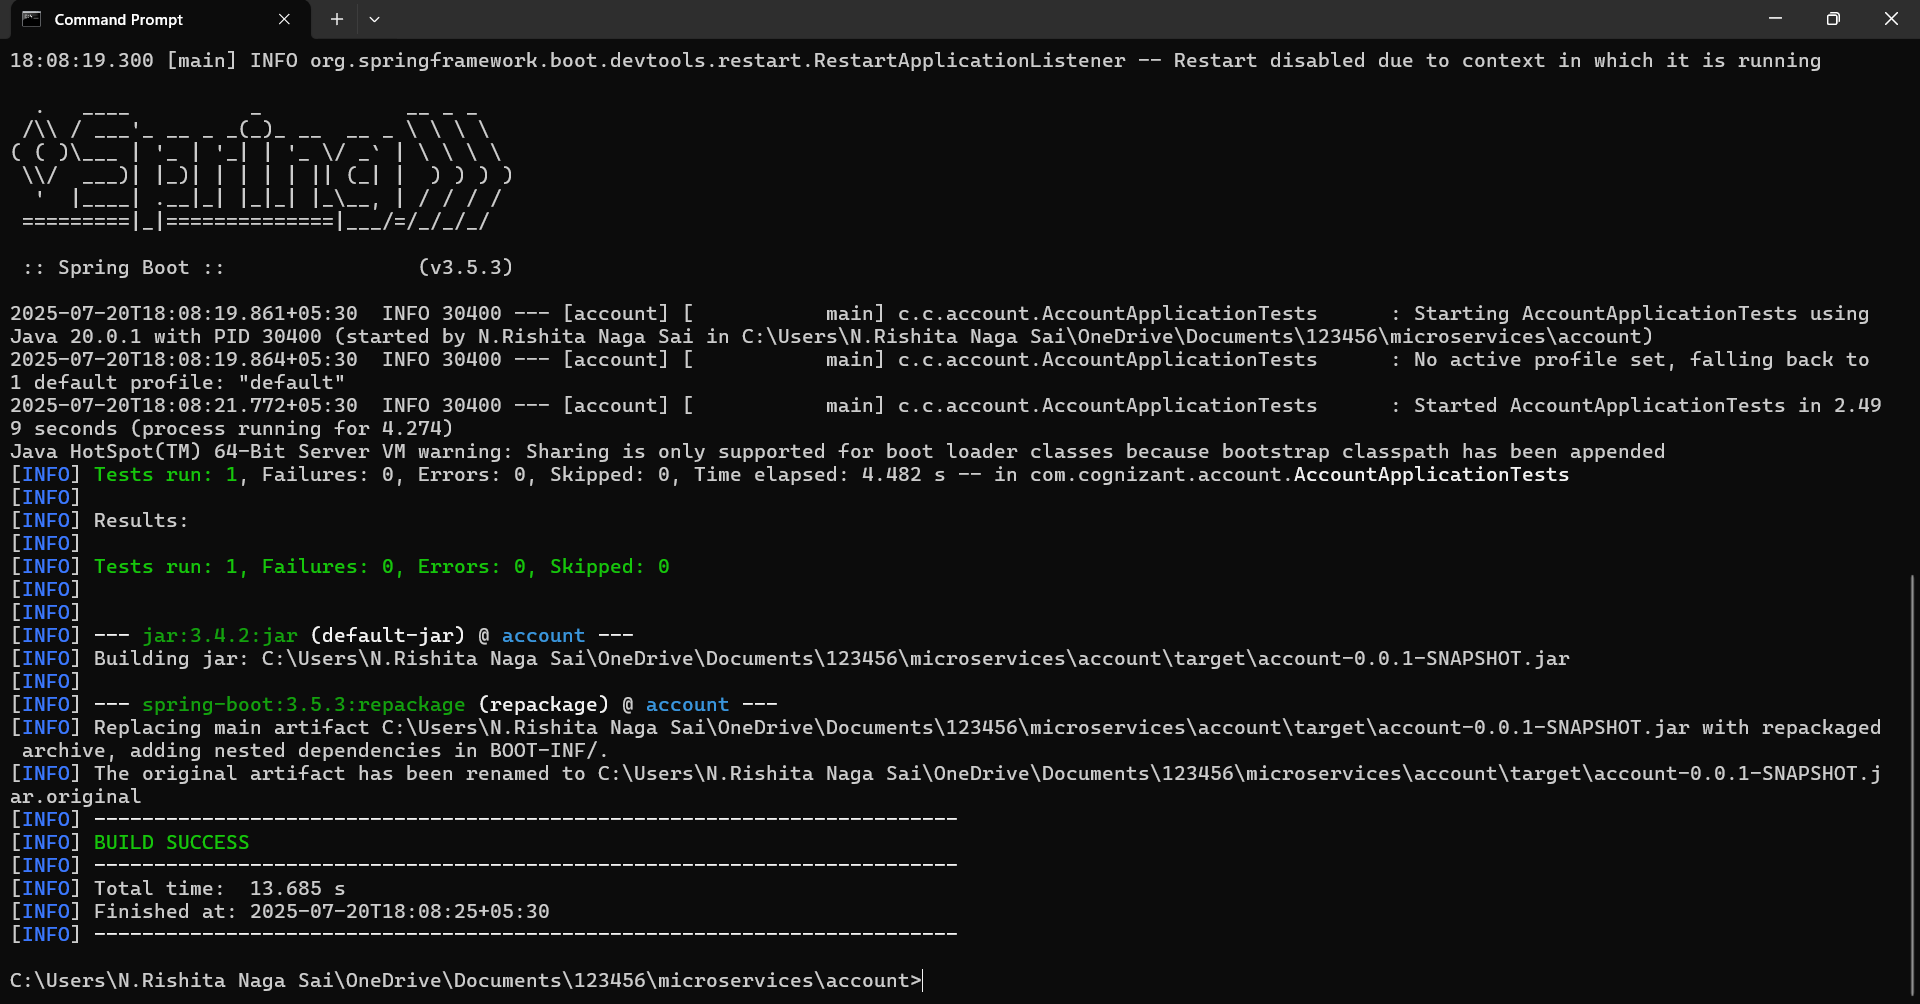 Command Prompt
18:08:19.300 [main] INFO org.springframework.boot.devtools.restart.RestartApplicationListener -- Restart disabled due to context in which it is running
  .   ____          _            __ _ _
 /\\ / ___'_ __ _ _(_)_ __  __ _ \ \ \ \
( ( )\___ | '_ | '_| | '_ \/ _` | \ \ \ \
 \\/  ___)| |_)| | | | | || (_| |  ) ) ) )
  '  |____| .__|_| |_|_| |_\__, | / / / /
 =========|_|==============|___/=/_/_/_/
 :: Spring Boot ::                (v3.5.3)
2025-07-20T18:08:19.861+05:30  INFO 30400 --- [account] [           main] c.c.account.AccountApplicationTests      : Starting AccountApplicationTests using
Java 20.0.1 with PID 30400 (started by N.Rishita Naga Sai in C:\Users\N.Rishita Naga Sai\OneDrive\Documents\123456\microservices\account)
2025-07-20T18:08:19.864+05:30  INFO 30400 --- [account] [           main] c.c.account.AccountApplicationTests      : No active profile set, falling back to
1 default profile: "default"
2025-07-20T18:08:21.772+05:30  INFO 30400 --- [account] [           main] c.c.account.AccountApplicationTests      : Started AccountApplicationTests in 2.49
9 seconds (process running for 4.274)
Java HotSpot(TM) 64-Bit Server VM warning: Sharing is only supported for boot loader classes because bootstrap classpath has been appended
[INFO] Tests run: 1, Failures: 0, Errors: 0, Skipped: 0, Time elapsed: 4.482 s -- in com.cognizant.account.AccountApplicationTests
[INFO]
[INFO] Results:
[INFO]
[INFO] Tests run: 1, Failures: 0, Errors: 0, Skipped: 0
[INFO]
[INFO]
[INFO] --- jar:3.4.2:jar (default-jar) @ account ---
[INFO] Building jar: C:\Users\N.Rishita Naga Sai\OneDrive\Documents\123456\microservices\account\target\account-0.0.1-SNAPSHOT.jar
[INFO]
[INFO] --- spring-boot:3.5.3:repackage (repackage) @ account ---
[INFO] Replacing main artifact C:\Users\N.Rishita Naga Sai\OneDrive\Documents\123456\microservices\account\target\account-0.0.1-SNAPSHOT.jar with repackaged
 archive, adding nested dependencies in BOOT-INF/.
[INFO] The original artifact has been renamed to C:\Users\N.Rishita Naga Sai\OneDrive\Documents\123456\microservices\account\target\account-0.0.1-SNAPSHOT.j
ar.original
[INFO] ------------------------------------------------------------------------
[INFO] BUILD SUCCESS
[INFO] ------------------------------------------------------------------------
[INFO] Total time:  13.685 s
[INFO] Finished at: 2025-07-20T18:08:25+05:30
[INFO] ------------------------------------------------------------------------
C:\Users\N.Rishita Naga Sai\OneDrive\Documents\123456\microservices\account>